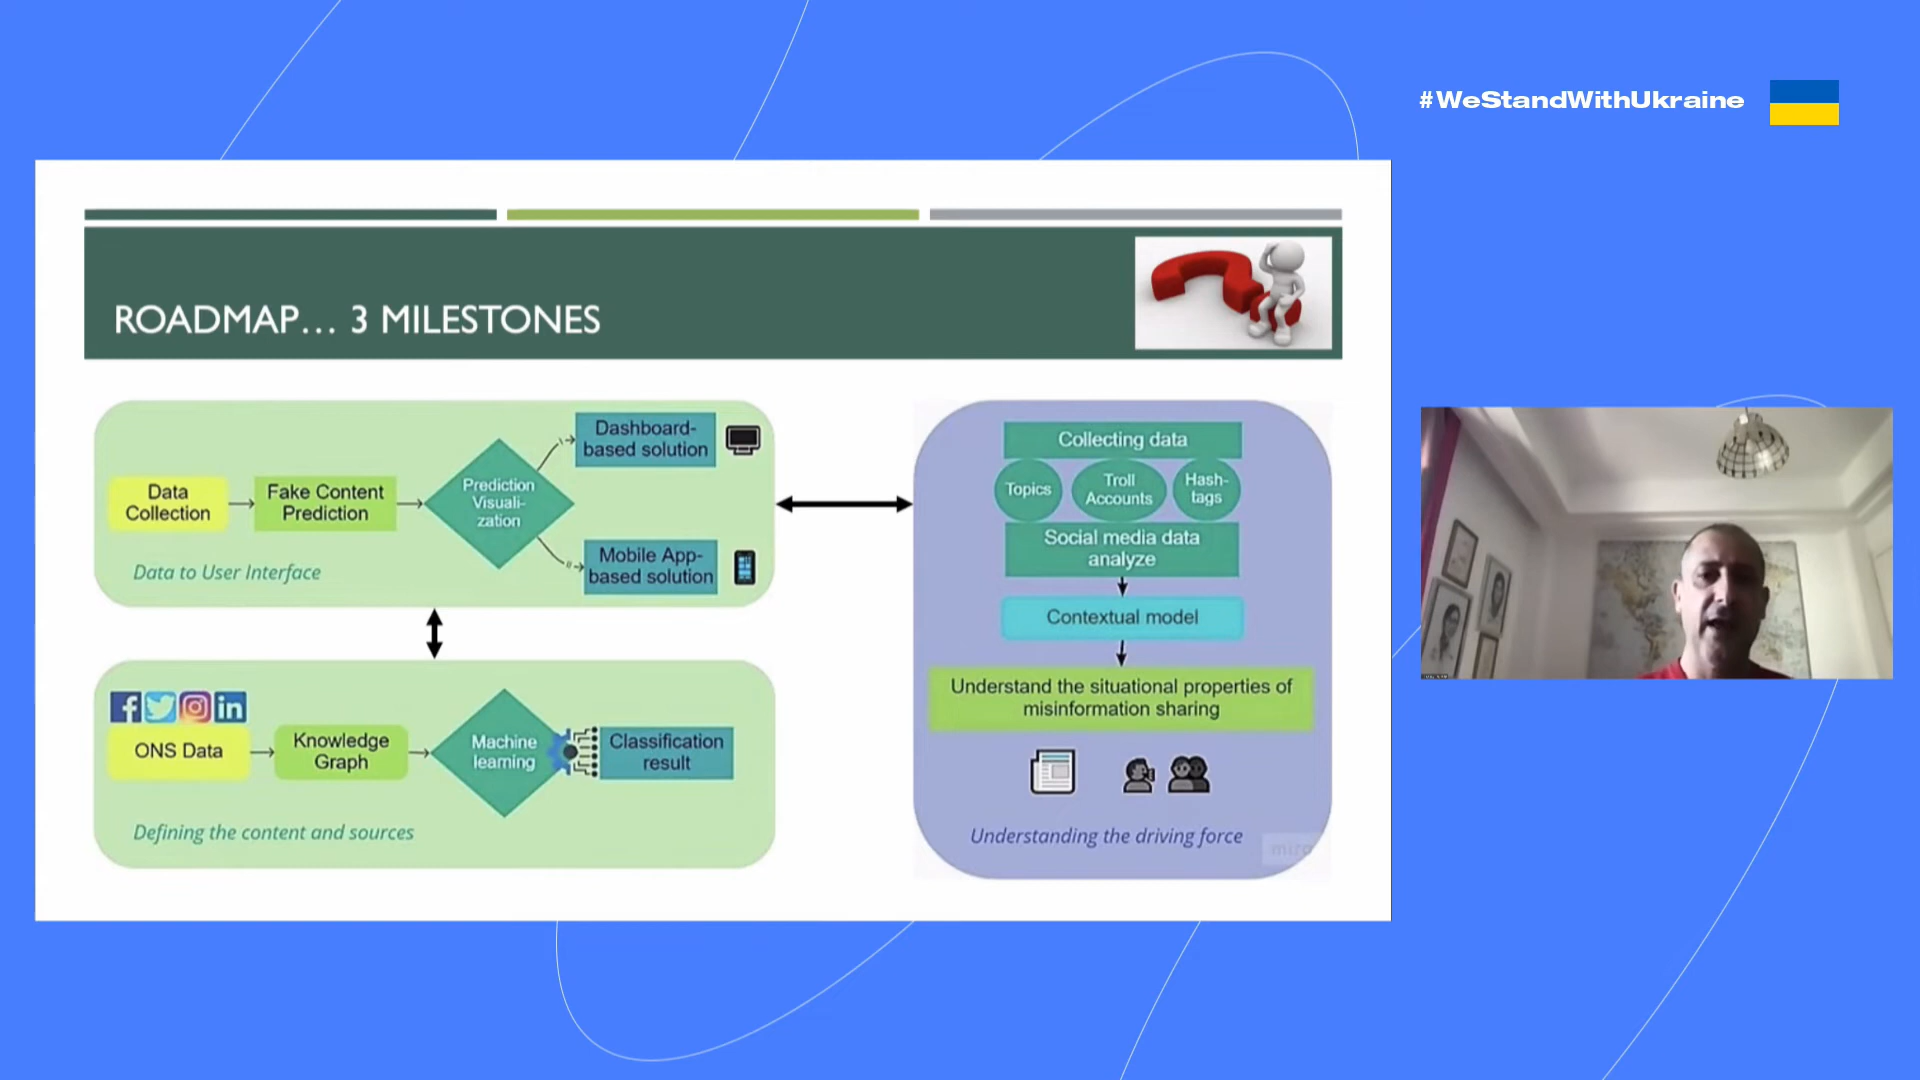 #WeStandWithUkraine
ROADMAP... 3 MILESTONES
Data
Collection
Fake Content
Prediction
Prediction
Visuali-
zation
Dashboard-
based solution
Mobile App-
based solution
Data to User Interface
ONS Data
Knowledge
Graph
Machine
learning
Classification
result
Defining the content and sources
Collecting data
Topics
Troll
Accounts
Hash-
tags
Social media data
analyze
Contextual model
Understand the situational properties of
misinformation sharing
Understanding the driving force
miro